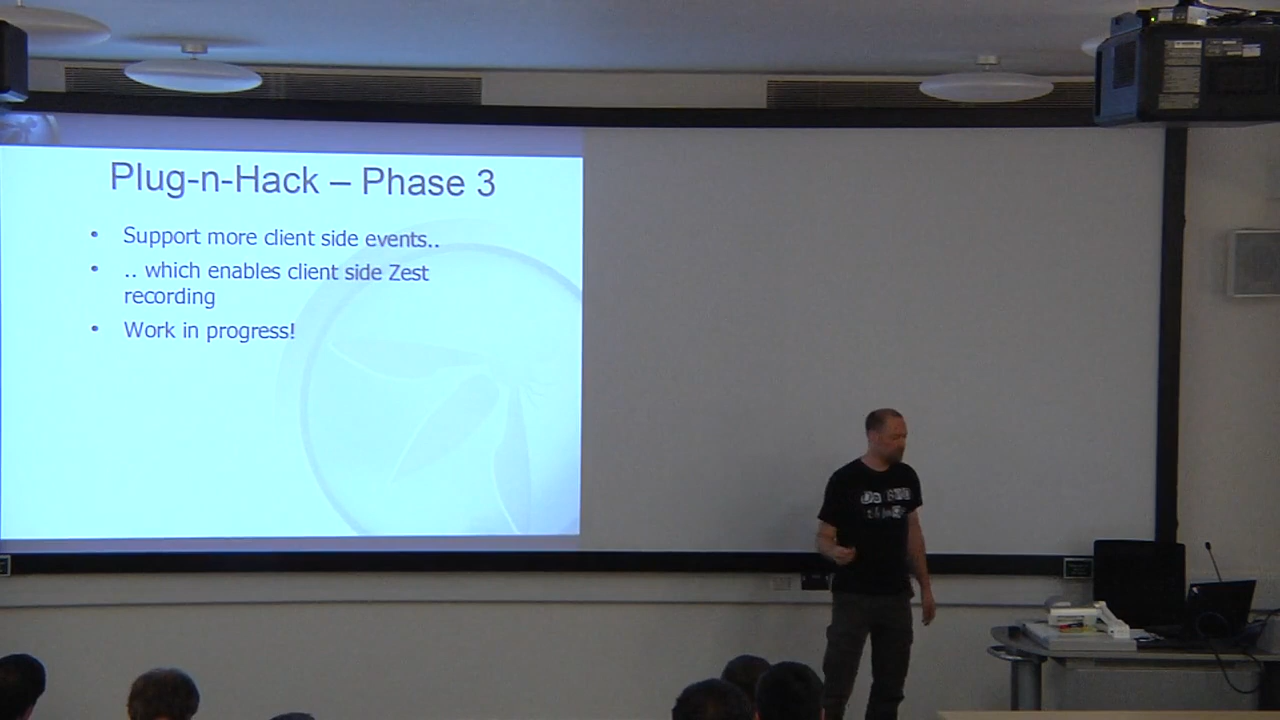 Plug-n-Hack – Phase 3
• Support more client side events..
• .. which enables client side Zest
recording
• Work in progress!